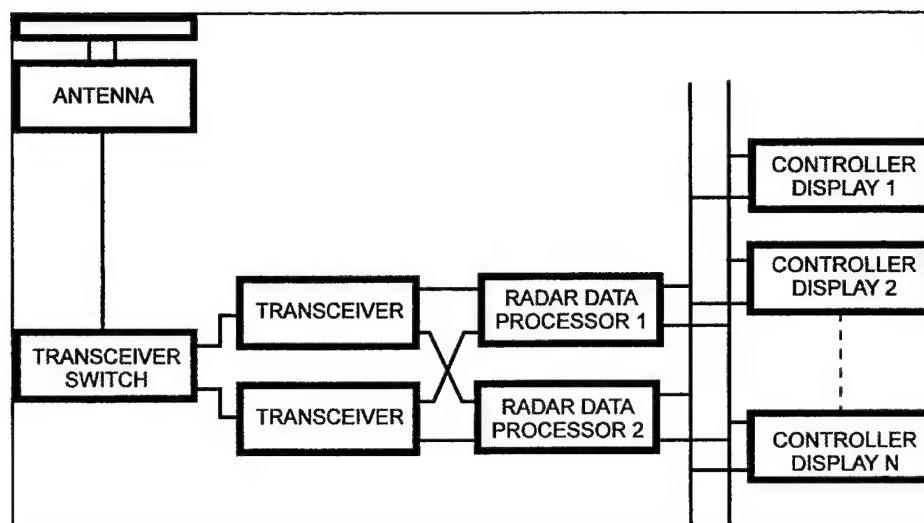 ANTENNA
CONTROLLER
DISPLAY 1
CONTROLLER
DISPLAY 2
TRANSCEIVER
RADAR DATA
PROCESSOR 1
TRANSCEIVER
SWITCH
TRANSCEIVER
RADAR DATA
PROCESSOR 2
CONTROLLER
DISPLAY N